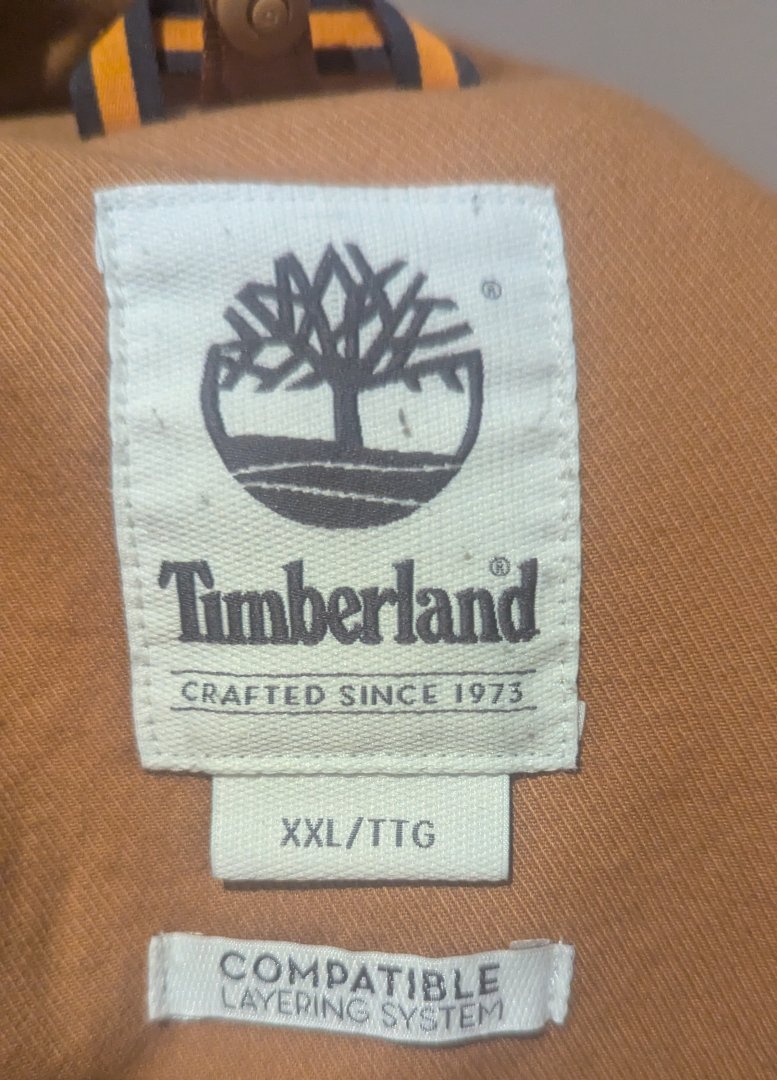 ®
Timberland®
CRAFTED SINCE 1973
XXL/TTG
COMPATIBLE
LAYERING SYSTEM